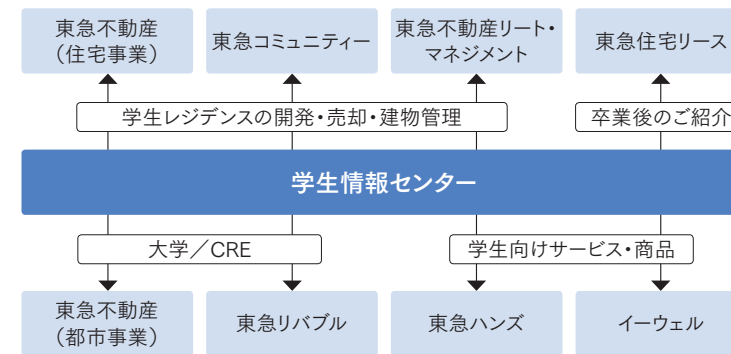 東急不動産
（住宅事業）
東急コミュニティー
東急不動産リート・
マネジメント
東急住宅リース
学生レジデンスの開発・売却・建物管理
卒業後のご紹介
学生情報センター
大学／CRE
学生向けサービス・商品
東急不動産
（都市事業）
東急リバブル
東急ハンズ
イーウェル